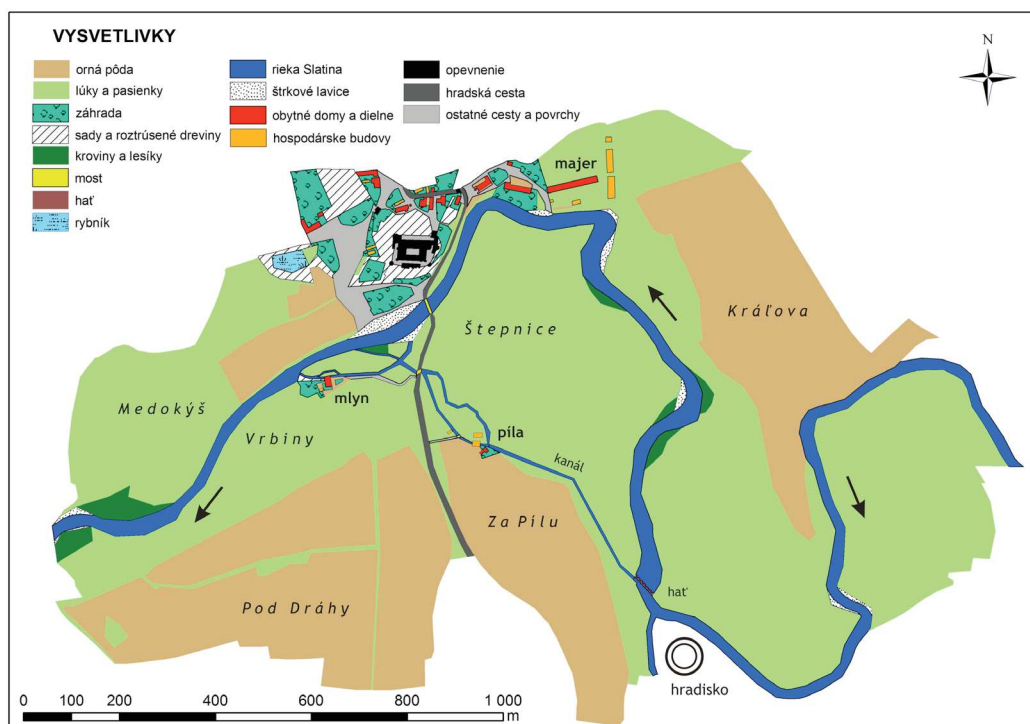 VYSVETLIVKY
orná pôda
lúky a pasienky
záhrada
sady a roztrúsené dreviny
kroviny a lesíky
most
hať
rybník
rieka Slatina
štrkové lavice
obytné domy a dielne
hospodárske budovy
opevnenie
hradská cesta
ostatné cesty a povrchy
N
majer
Kráľova
Štepnice
Medokýš
mlyn
Vrbiny
píla
kanál
Za Pílu
hať
Pod Dráhy
hradisko
0 100 200 400 600 800 1 000
m